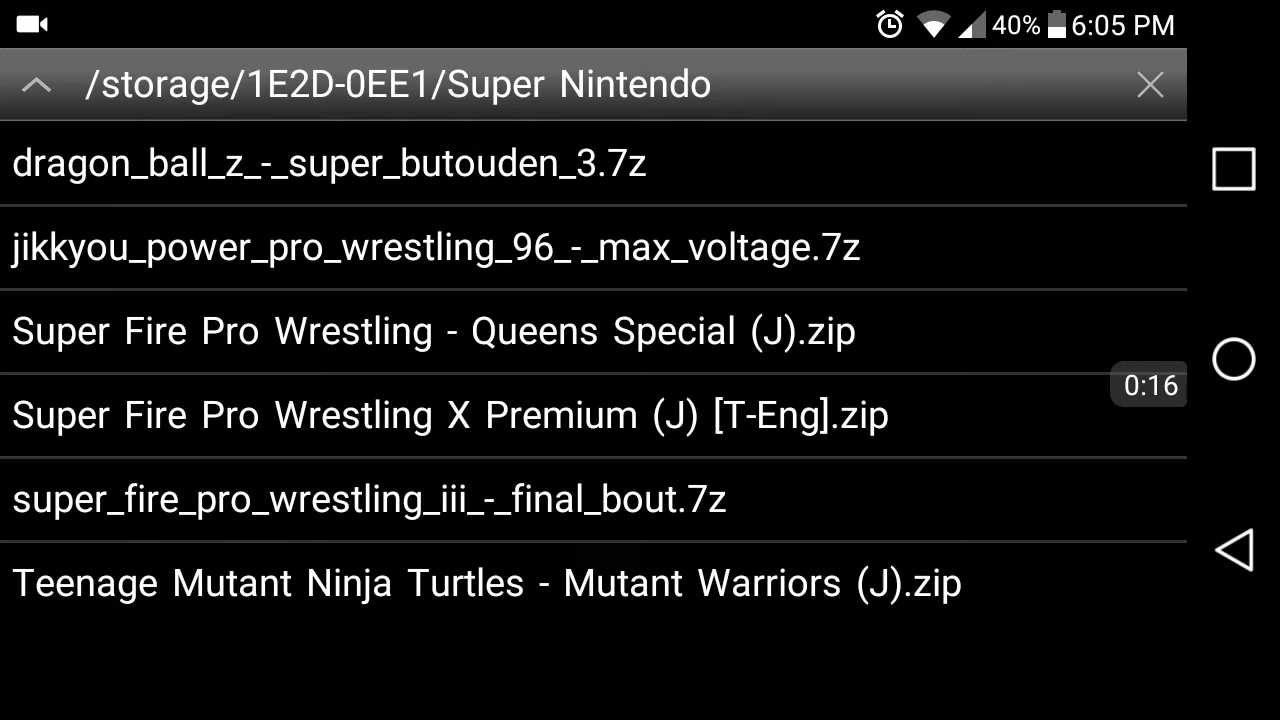 40% 6:05 PM
/storage/1E2D-0EE1/Super Nintendo
dragon_ball_z_-_super_butouden_3.7z
jikkyou_power_pro_wrestling_96_-_max_voltage.7z
Super Fire Pro Wrestling - Queens Special (J).zip
0:16
Super Fire Pro Wrestling X Premium (J) [T-Eng].zip
super_fire_pro_wrestling_iii_-_final_bout.7z
Teenage Mutant Ninja Turtles - Mutant Warriors (J).zip